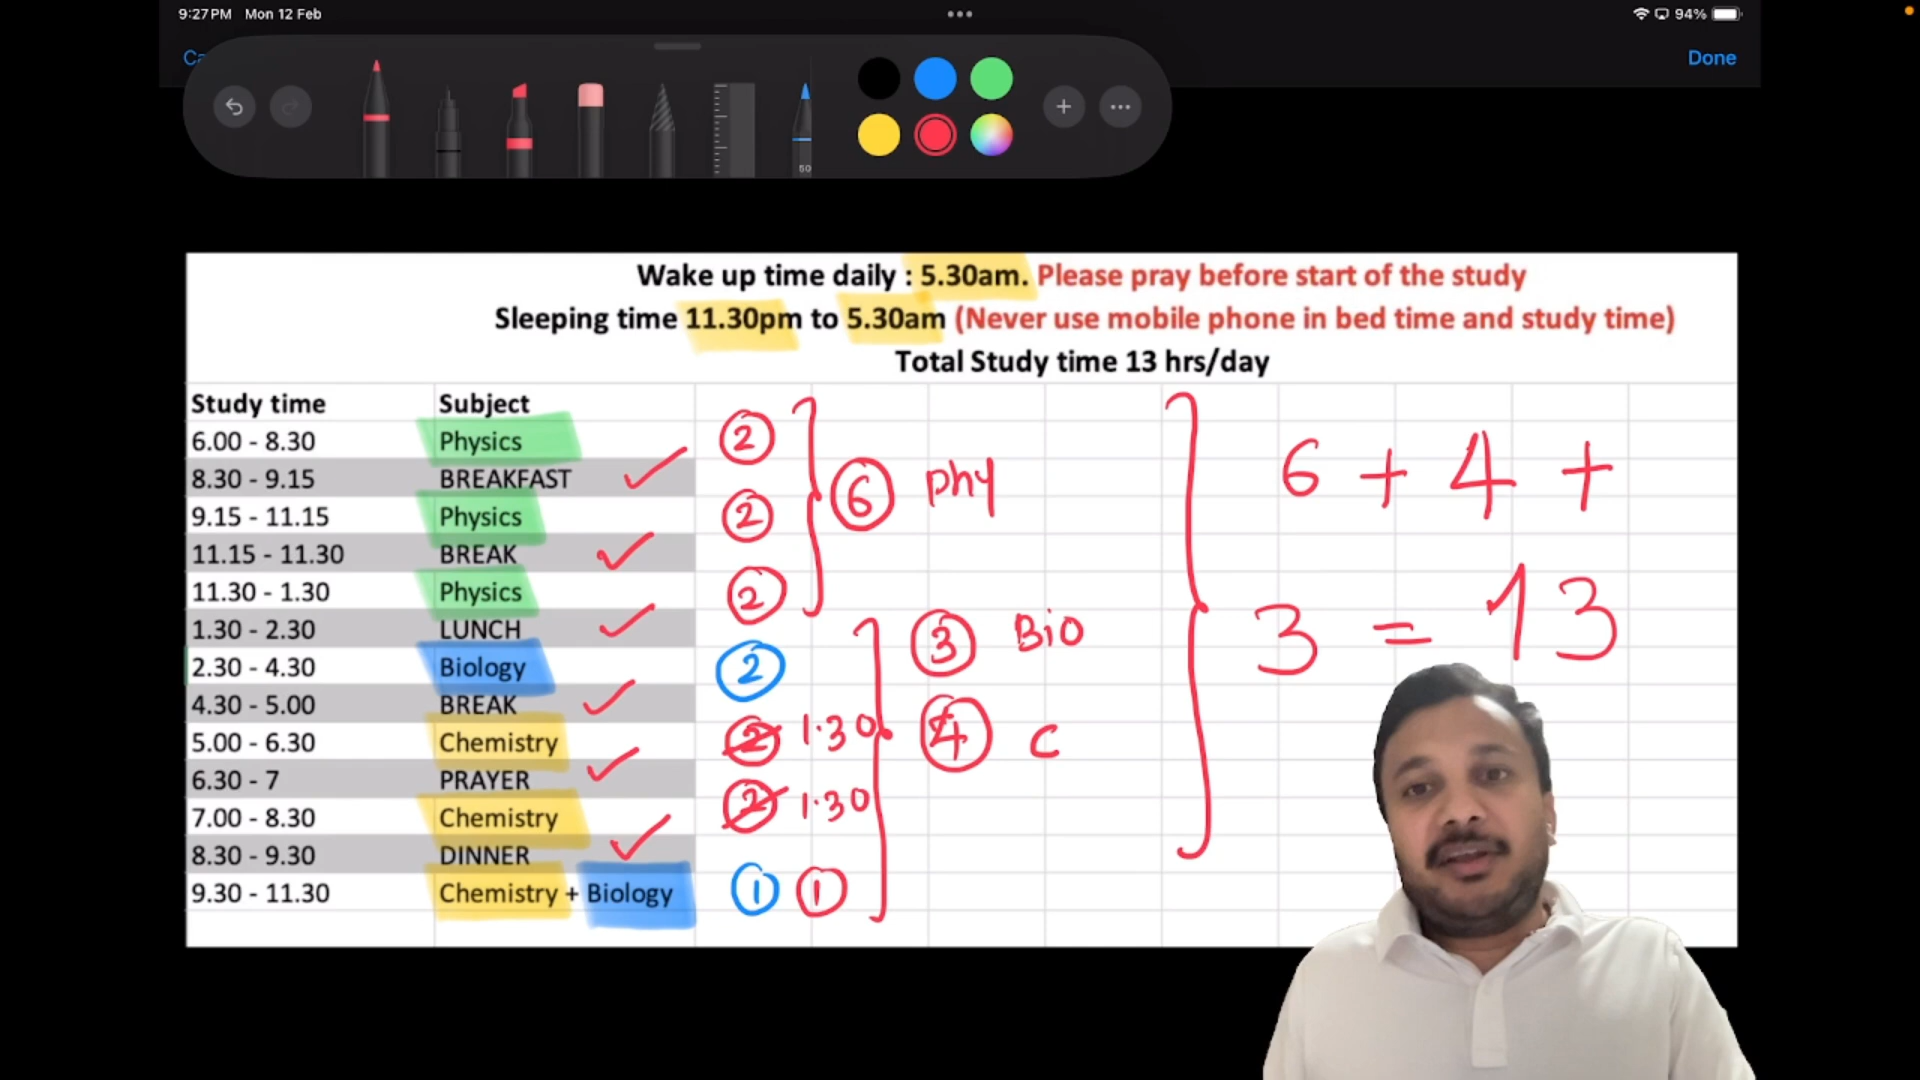 9:27PM Mon 12 Feb
94%
Ca
Done
50
Wake up time daily : 5.30am. Please pray before start of the study
Sleeping time 11.30pm to 5.30am (Never use mobile phone in bed time and study time)
Total Study time 13 hrs/day
Study time Subject
6.00 - 8.30 Physics 2
8.30 - 9.15 BREAKFAST
9.15 - 11.15 Physics 2
11.15 - 11.30 BREAK
11.30 - 1.30 Physics 2
1.30 - 2.30 LUNCH
2.30 - 4.30 Biology 2
4.30 - 5.00 BREAK
5.00 - 6.30 Chemistry 2 1.30
6.30 - 7 PRAYER
7.00 - 8.30 Chemistry 2 1.30
8.30 - 9.30 DINNER
9.30 - 11.30 Chemistry + Biology 1 1
6 Phy
3 Bio
4 C
6 + 4 +
3 = 13